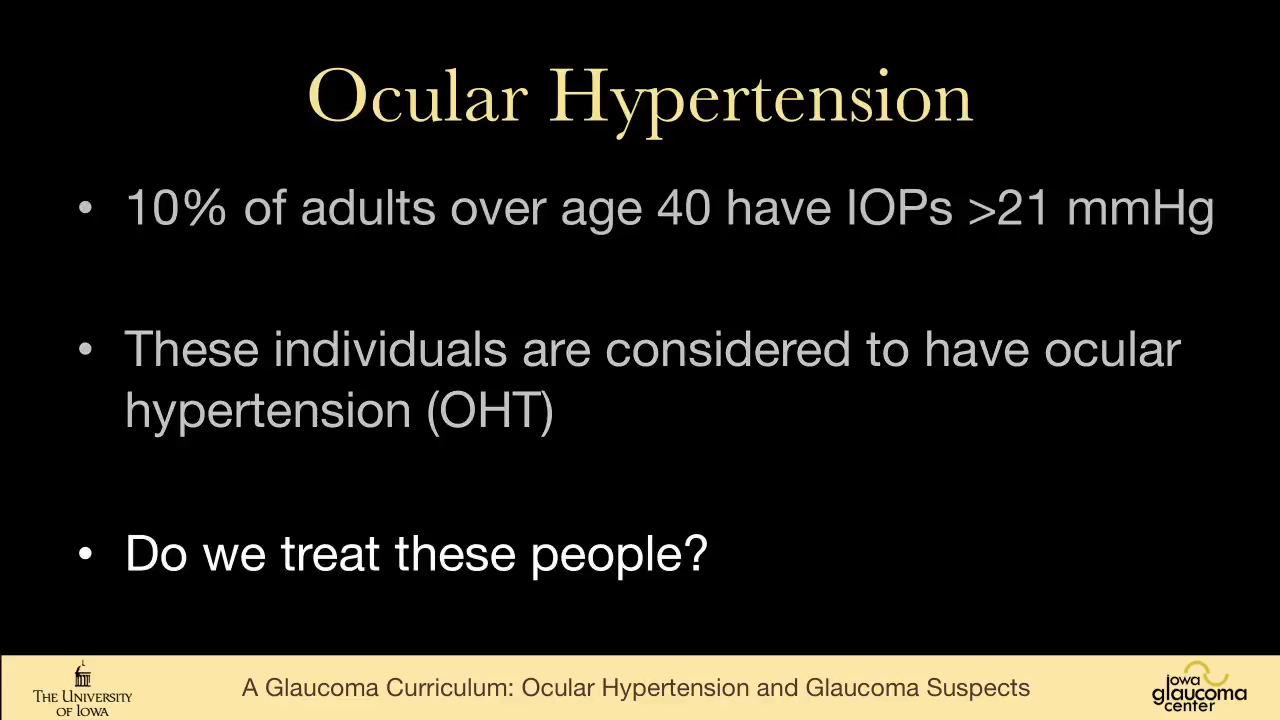 Ocular Hypertension
• 10% of adults over age 40 have IOPs >21 mmHg
• These individuals are considered to have ocular
hypertension (OHT)
• Do we treat these people?
THE UNIVERSITY
OF IOWA
A Glaucoma Curriculum: Ocular Hypertension and Glaucoma Suspects
iowa
glaucoma
center